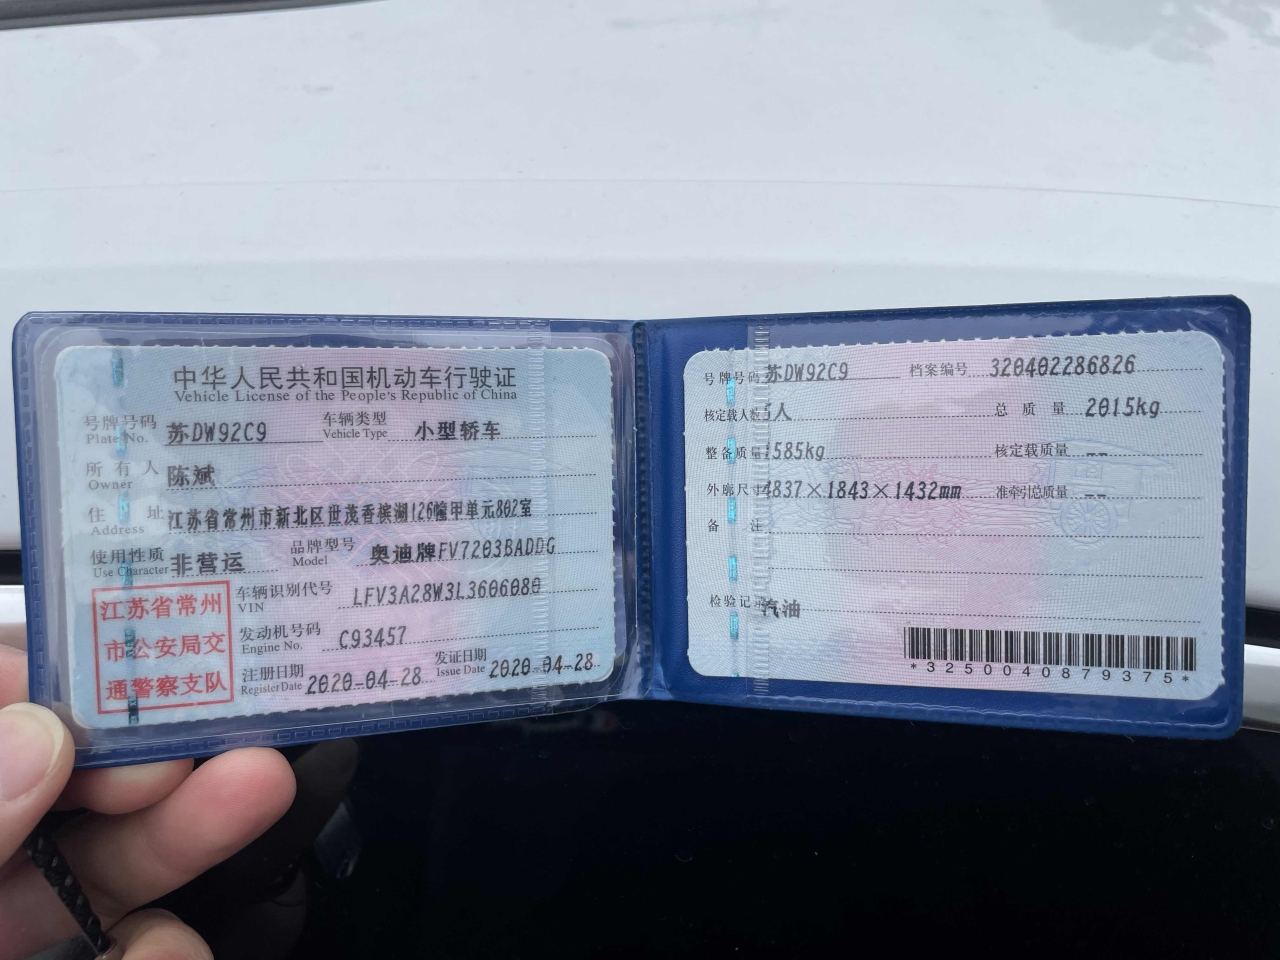 中华人民共和国机动车行驶证
Vehicle License of the People's Republic of China
号牌号码 Plate No. 苏DW92C9 车辆类型 Vehicle Type 小型轿车
所有人 Owner 陈斌
住址 Address 江苏省常州市新北区世茂香槟湖126幢甲单元802室
使用性质 Use Character 非营运 品牌型号 Model 奥迪牌FV7203BADDG
江苏省常州市公安局交通警察支队
车辆识别代号 VIN LFV3A28W3L3606080
发动机号码 Engine No. C93457
注册日期 Register Date 2020-04-28 发证日期 Issue Date 2020-04-28
号牌号码 苏DW92C9 档案编号 320402286826
核定载人数 5人 总质量 2015kg
整备质量 1585kg 核定载质量 --
外廓尺寸 4837×1843×1432mm 准牵引总质量 --
备注
检验记录 汽油
*3250040879375*